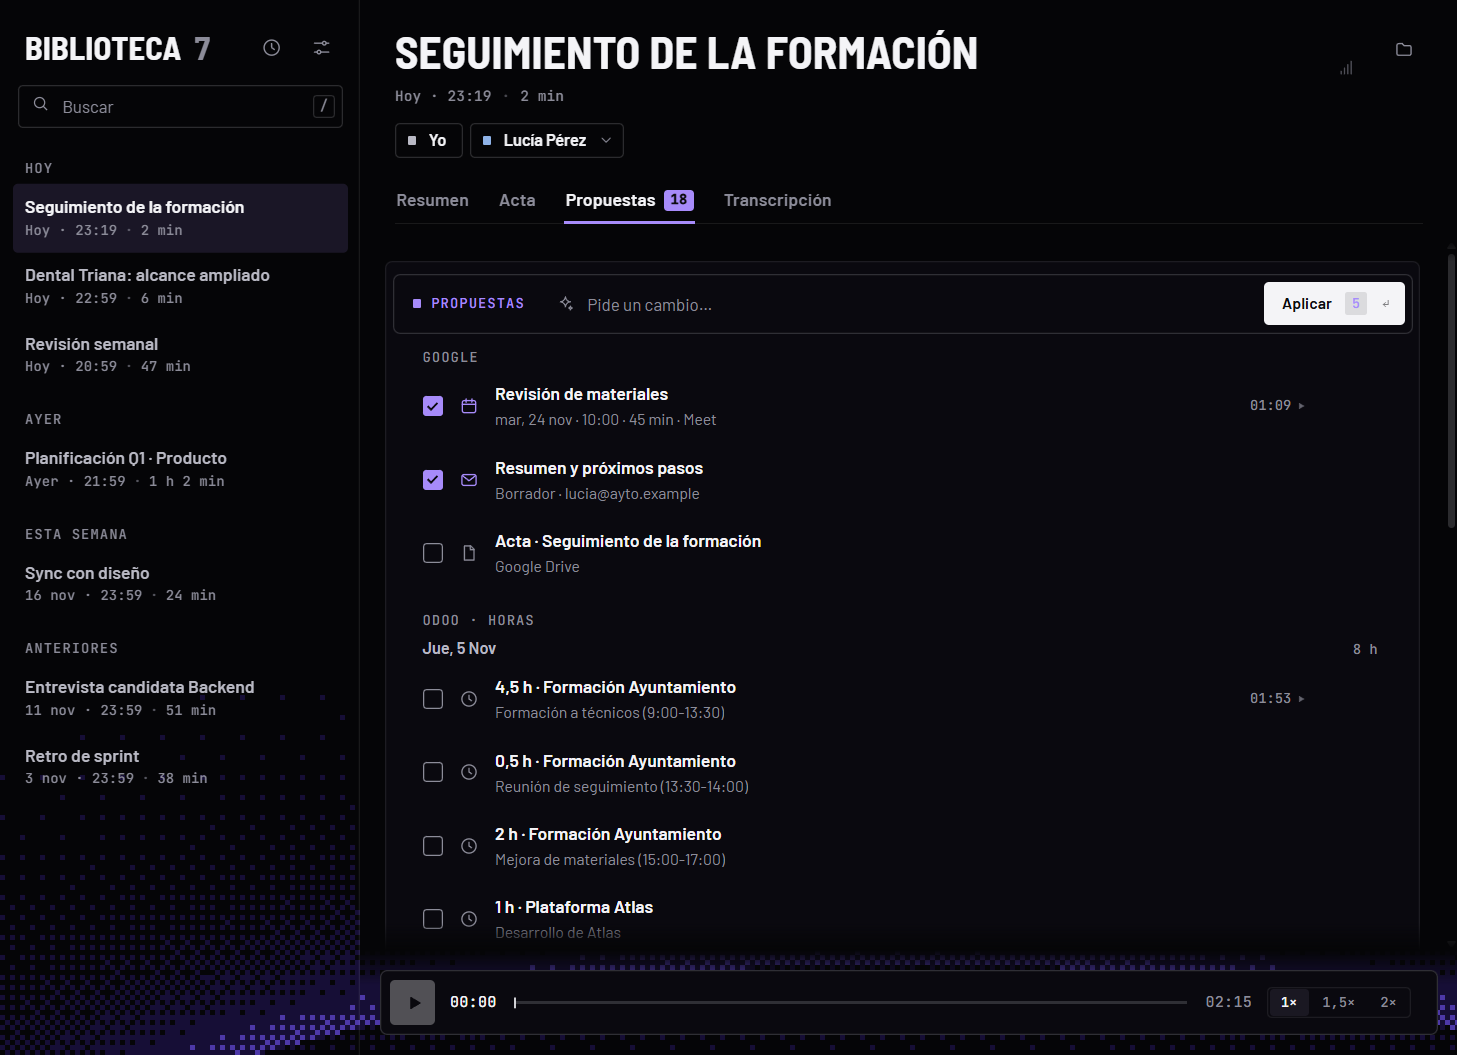 BIBLIOTECA 7
Buscar /
HOY
Seguimiento de la formación
Hoy · 23:19 · 2 min
Dental Triana: alcance ampliado
Hoy · 22:59 · 6 min
Revisión semanal
Hoy · 20:59 · 47 min
AYER
Planificación Q1 · Producto
Ayer · 21:59 · 1 h 2 min
ESTA SEMANA
Sync con diseño
16 nov · 23:59 · 24 min
ANTERIORES
Entrevista candidata Backend
11 nov · 23:59 · 51 min
Retro de sprint
3 nov · 23:59 · 38 min
SEGUIMIENTO DE LA FORMACIÓN
Hoy · 23:19 · 2 min
Yo Lucía Pérez
Resumen Acta Propuestas 18 Transcripción
PROPUESTAS Pide un cambio... Aplicar 5 ↵
GOOGLE
Revisión de materiales
mar, 24 nov · 10:00 · 45 min · Meet
01:09
Resumen y próximos pasos
Borrador · lucia@ayto.example
Acta · Seguimiento de la formación
Google Drive
ODOO · HORAS
Jue, 5 Nov 8 h
4,5 h · Formación Ayuntamiento
Formación a técnicos (9:00-13:30)
01:53
0,5 h · Formación Ayuntamiento
Reunión de seguimiento (13:30-14:00)
2 h · Formación Ayuntamiento
Mejora de materiales (15:00-17:00)
1 h · Plataforma Atlas
Desarrollo de Atlas
00:00 02:15 1× 1,5× 2×